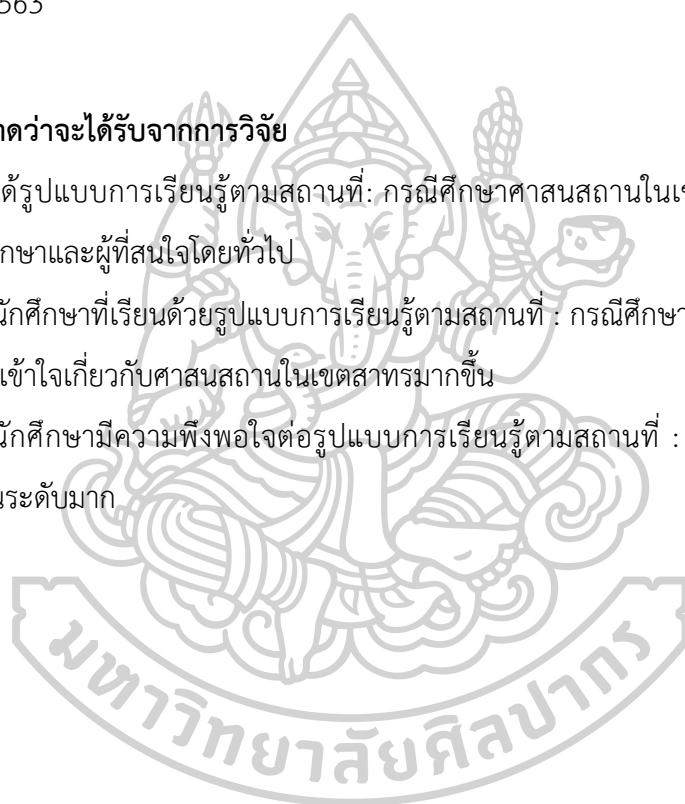 563
าดว่าจะได้รับจากการวิจัย
ด้รูปแบบการเรียนรู้ตามสถานที่: กรณีศึกษาศาสนสถานในเข
ึกษาและผู้ที่สนใจโดยทั่วไป
นักศึกษาที่เรียนด้วยรูปแบบการเรียนรู้ตามสถานที่ : กรณีศึกษา
เข้าใจเกี่ยวกับศาสนสถานในเขตสาทรมากขึ้น
นักศึกษามีความพึงพอใจต่อรูปแบบการเรียนรู้ตามสถานที่ :
นระดับมาก
มหาวิทยาลัยศิลปากร